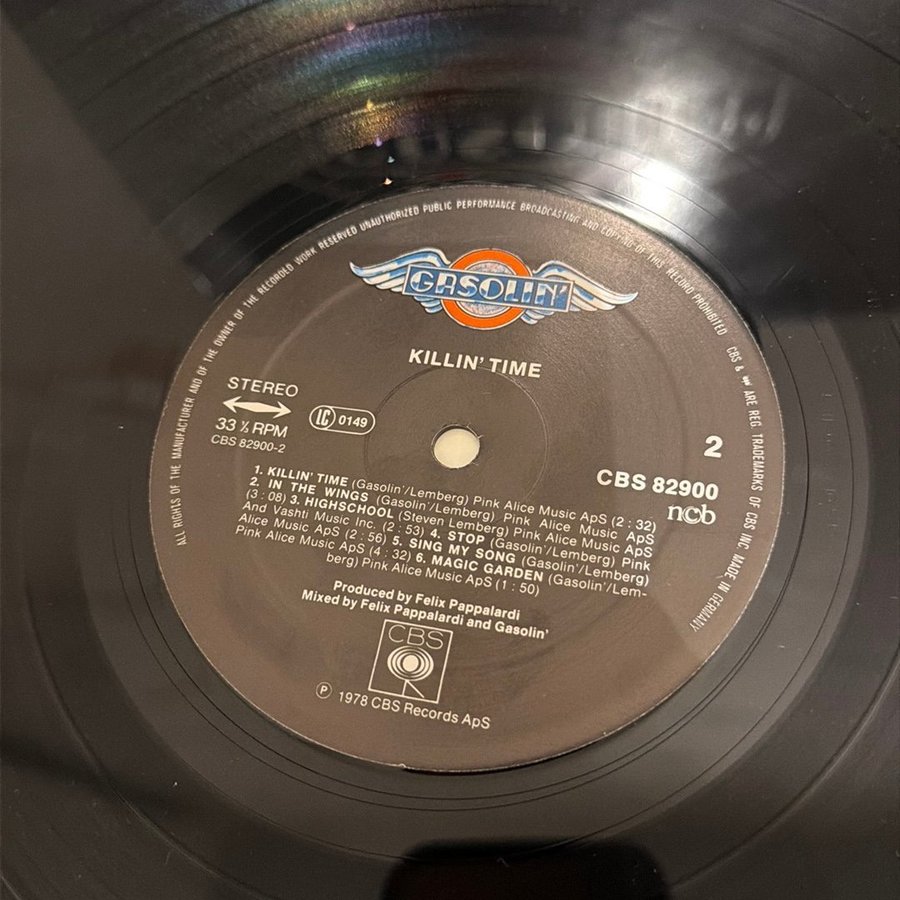 ALL RIGHTS OF THE MANUFACTURER AND OF THE OWNER OF THE RECORDED WORK RESERVED UNAUTHORIZED PUBLIC PERFORMANCE BROADCASTING AND COPYING OF THIS RECORD PROHIBITED
CBS & ARE REG. TRADEMARKS OF CBS INC MADE IN GERMANY
GASOLIN'
KILLIN' TIME
STEREO
33 ⅓ RPM
CBS 82900-2
LC 0149
2
CBS 82900
ncb
1. KILLIN' TIME (Gasolin'/Lemberg) Pink Alice Music ApS (2 : 32)
2. IN THE WINGS (Gasolin'/Lemberg) Pink Alice Music ApS
(3 : 08) 3. HIGHSCHOOL (Steven Lemberg) Pink Alice Music ApS
And Vashti Music Inc. (2 : 53) 4. STOP (Gasolin'/Lemberg) Pink
Alice Music ApS (2 : 56) 5. SING MY SONG (Gasolin'/Lemberg)
Pink Alice Music ApS (4 : 32) 6. MAGIC GARDEN (Gasolin'/Lem-
berg) Pink Alice Music ApS (1 : 50)
Produced by Felix Pappalardi
Mixed by Felix Pappalardi and Gasolin'
CBS
℗ 1978 CBS Records ApS